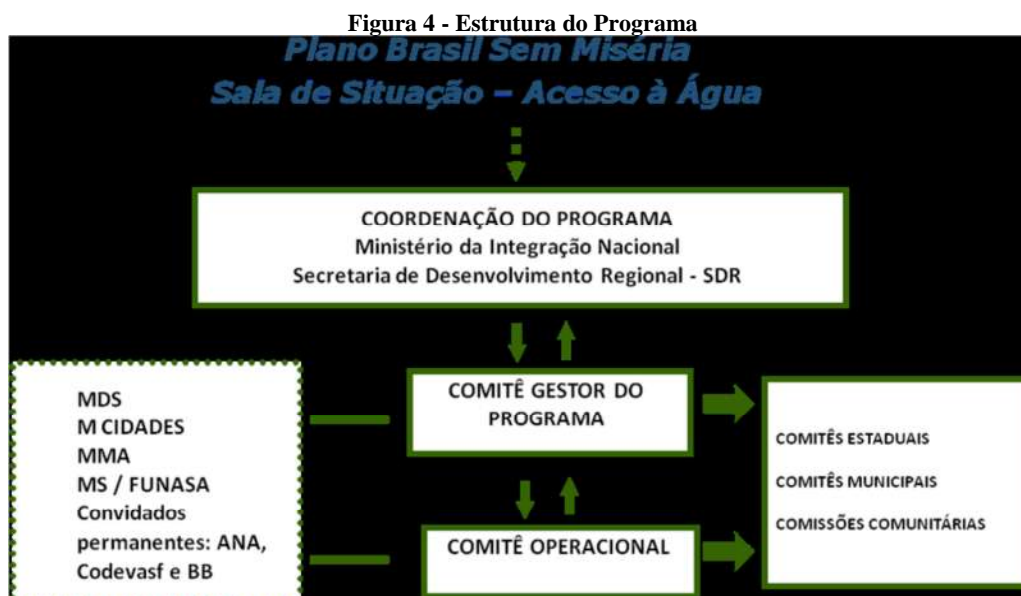 Figura 4 - Estrutura do Programa
Plano Brasil Sem Miséria
Sala de Situação – Acesso à Água
COORDENAÇÃO DO PROGRAMA
Ministério da Integração Nacional
Secretaria de Desenvolvimento Regional - SDR
MDS
M CIDADES
MMA
MS / FUNASA
Convidados
permanentes: ANA,
Codevasf e BB
COMITÊ GESTOR DO
PROGRAMA
COMITÊ OPERACIONAL
COMITÊS ESTADUAIS
COMITÊS MUNICIPAIS
COMISSÕES COMUNITÁRIAS